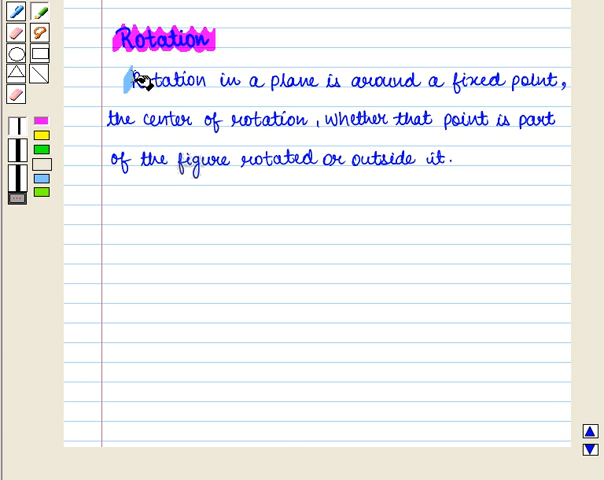 Rotation
Rotation in a plane is around a fixed point,
the center of rotation, whether that point is part
of the figure rotated or outside it.